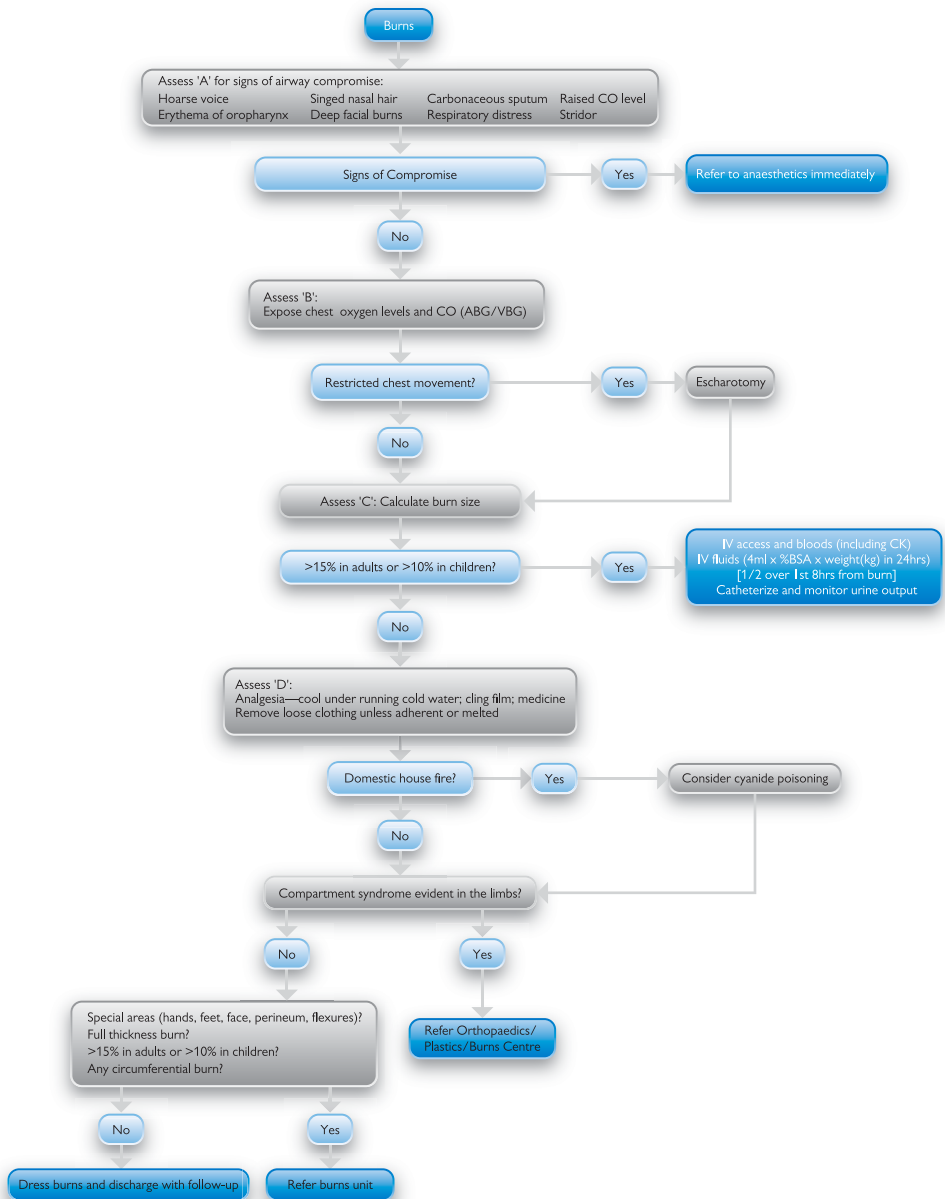 Burns
Assess 'A' for signs of airway compromise:
Hoarse voice Singed nasal hair Carbonaceous sputum Raised CO level
Erythema of oropharynx Deep facial burns Respiratory distress Stridor
Signs of Compromise
Yes
Refer to anaesthetics immediately
No
Assess 'B':
Expose chest oxygen levels and CO (ABG/VBG)
Restricted chest movement?
Yes
Escharotomy
No
Assess 'C': Calculate burn size
>15% in adults or >10% in children?
Yes
IV access and bloods (including CK)
IV fluids (4ml x %BSA x weight(kg) in 24hrs)
[1/2 over 1st 8hrs from burn]
Catheterize and monitor urine output
No
Assess 'D':
Analgesia—cool under running cold water; cling film; medicine
Remove loose clothing unless adherent or melted
Domestic house fire?
Yes
Consider cyanide poisoning
No
Compartment syndrome evident in the limbs?
No
Yes
Special areas (hands, feet, face, perineum, flexures)?
Full thickness burn?
>15% in adults or >10% in children?
Any circumferential burn?
Refer Orthopaedics/
Plastics/Burns Centre
No
Yes
Dress burns and discharge with follow-up
Refer burns unit